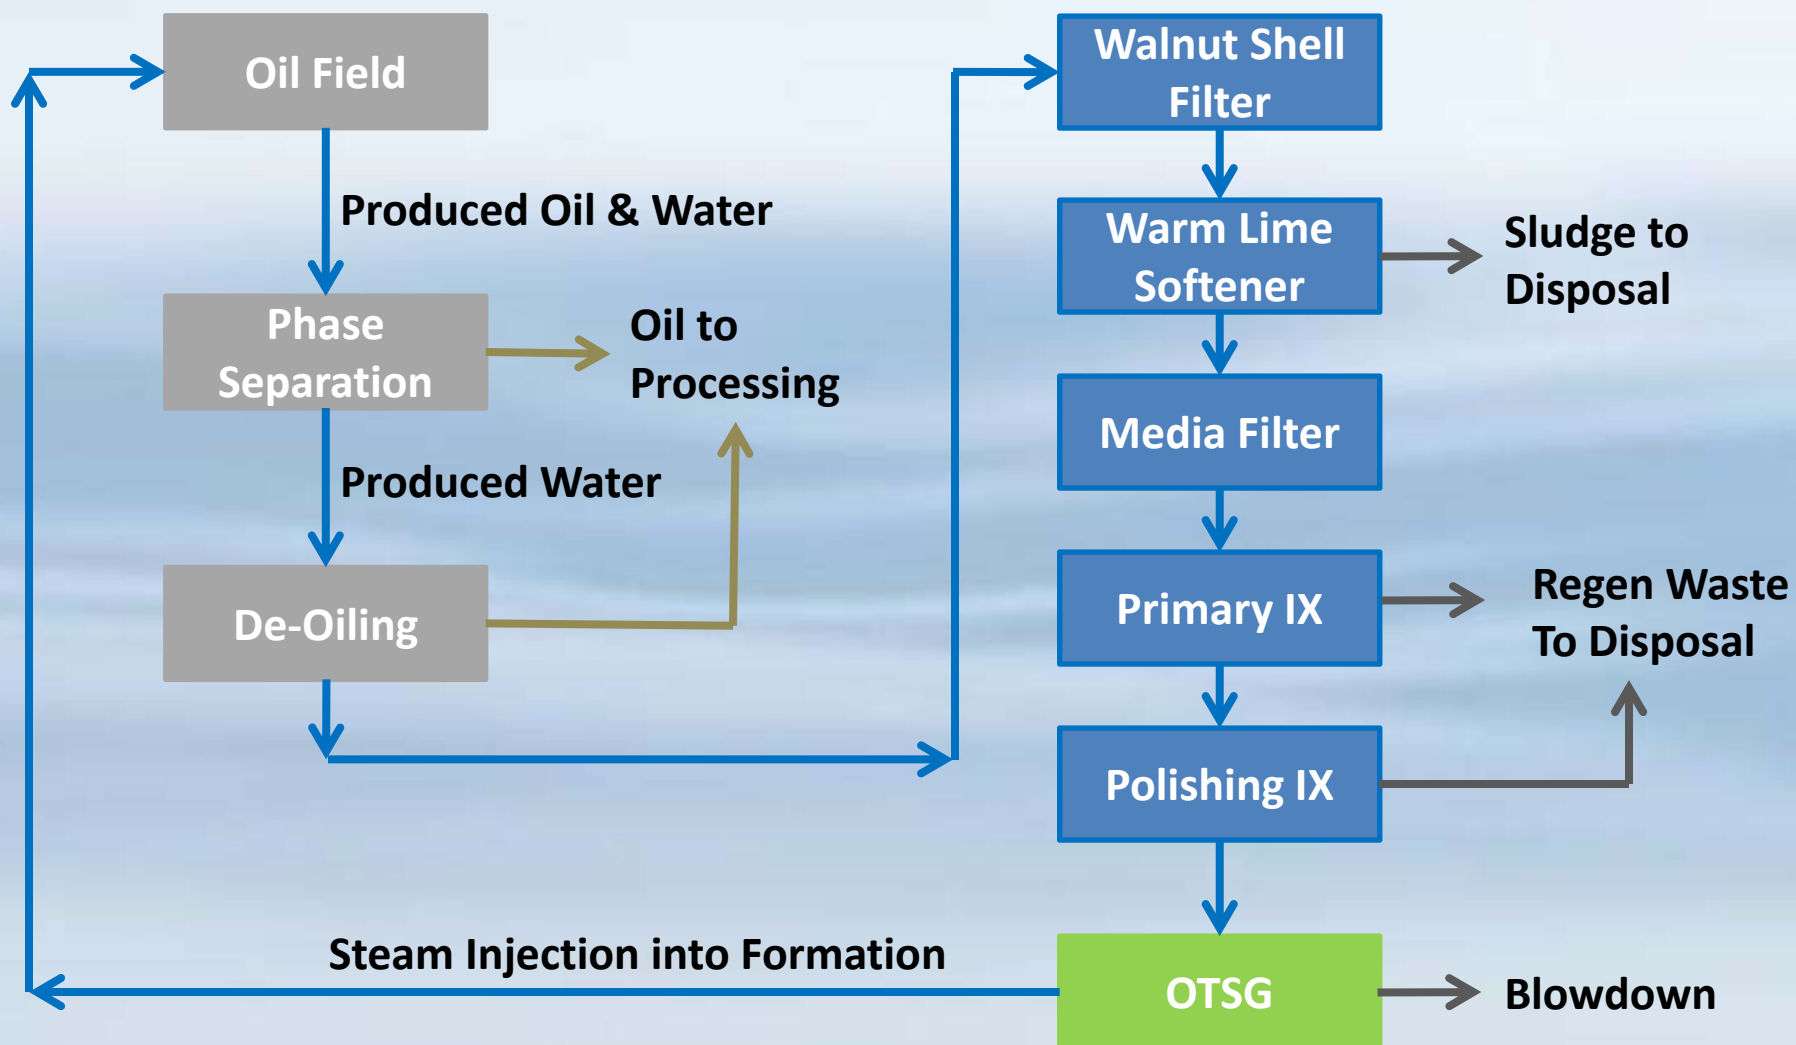 Oil Field
Produced Oil & Water
Phase
Separation
Oil to
Processing
Produced Water
De-Oiling
Walnut Shell
Filter
Warm Lime
Softener
Sludge to
Disposal
Media Filter
Primary IX
Regen Waste
To Disposal
Polishing IX
OTSG
Blowdown
Steam Injection into Formation